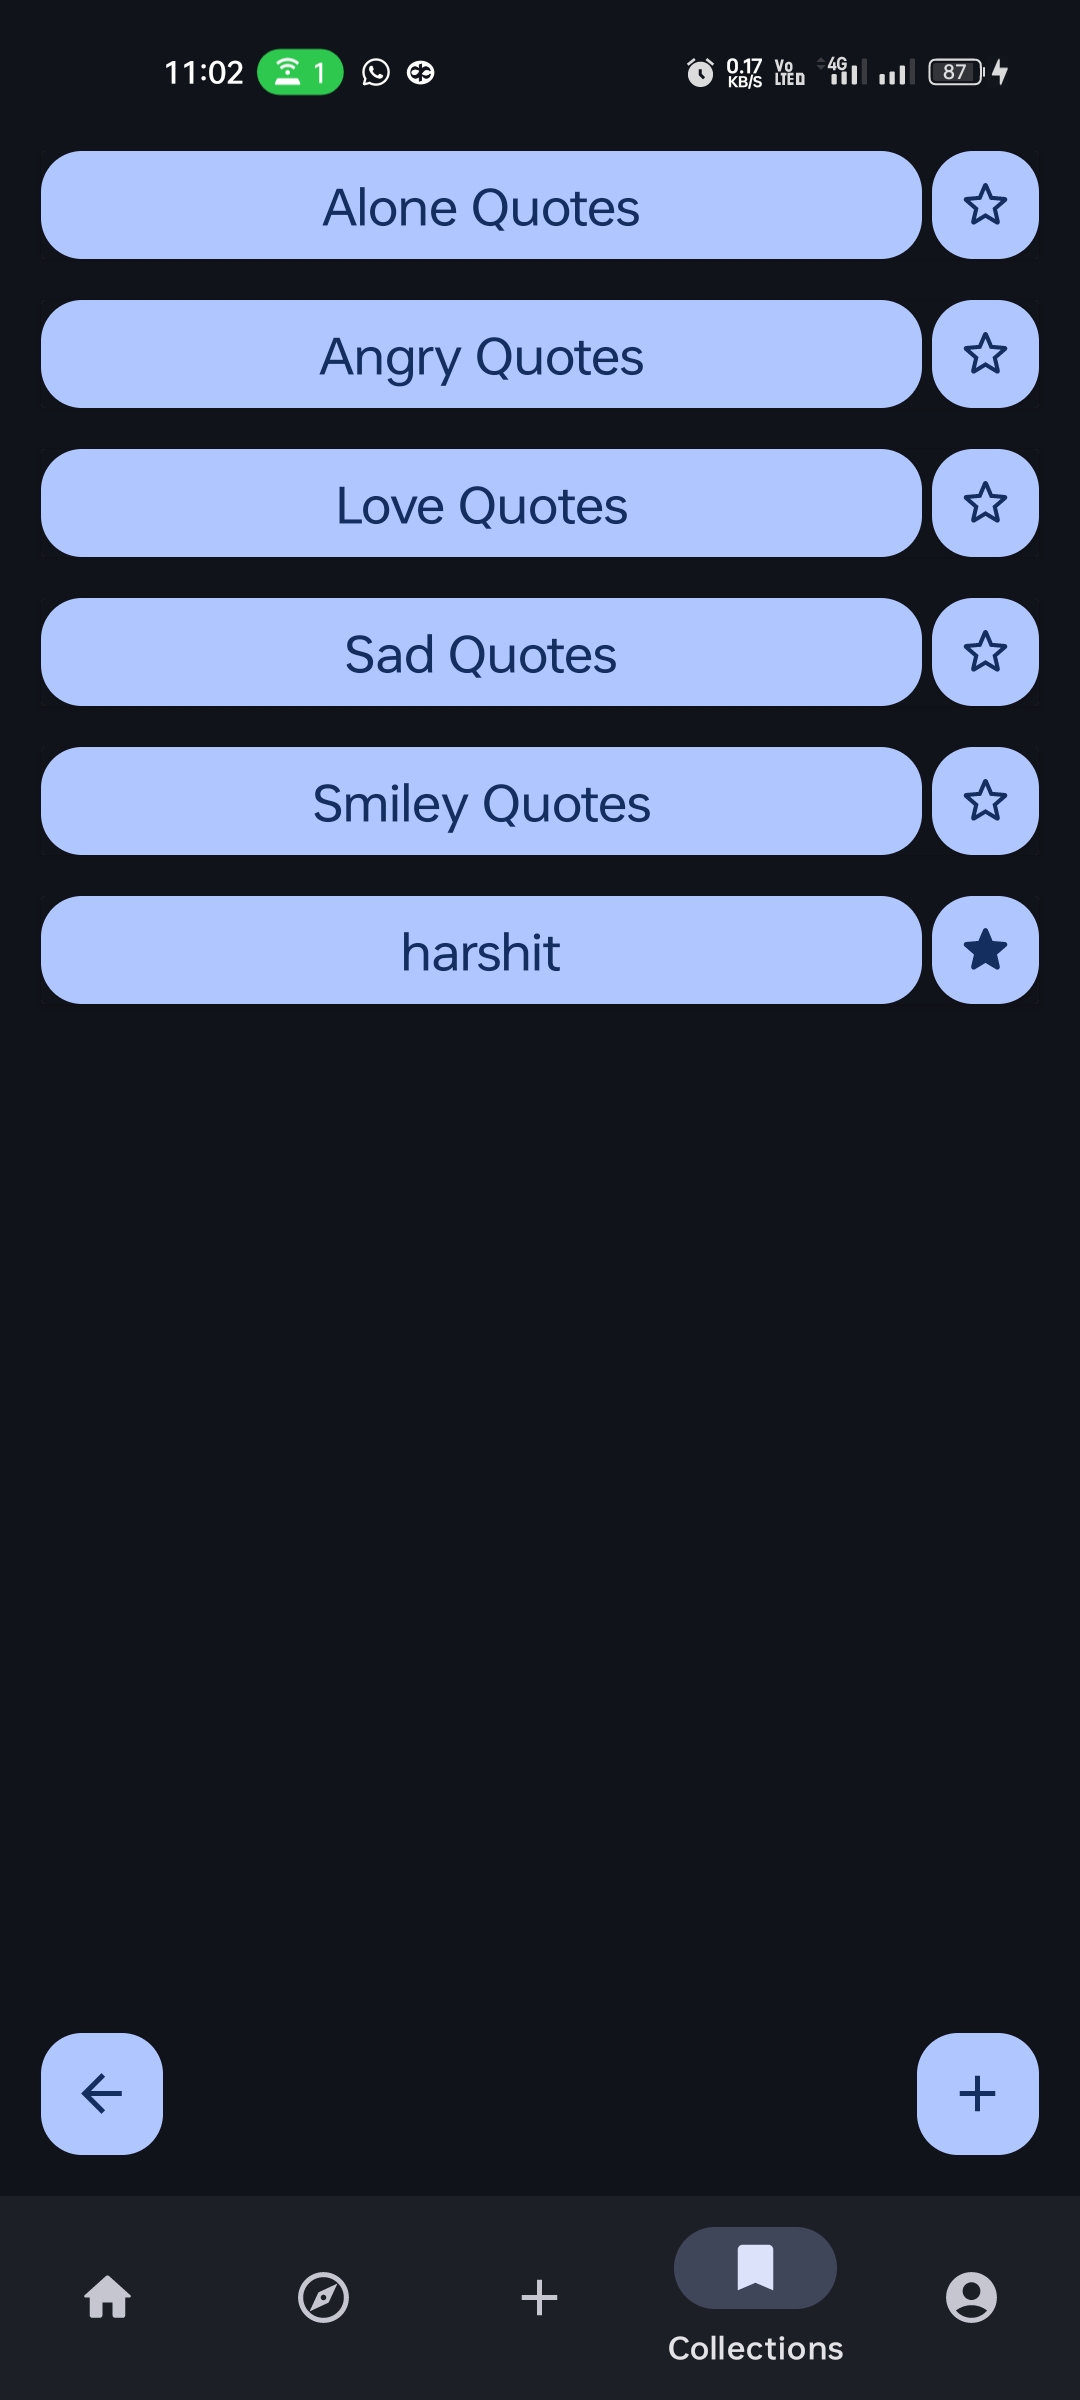 11:02 1 0.17 KB/S Vo LTE 4G 87
Alone Quotes
Angry Quotes
Love Quotes
Sad Quotes
Smiley Quotes
harshit
Collections